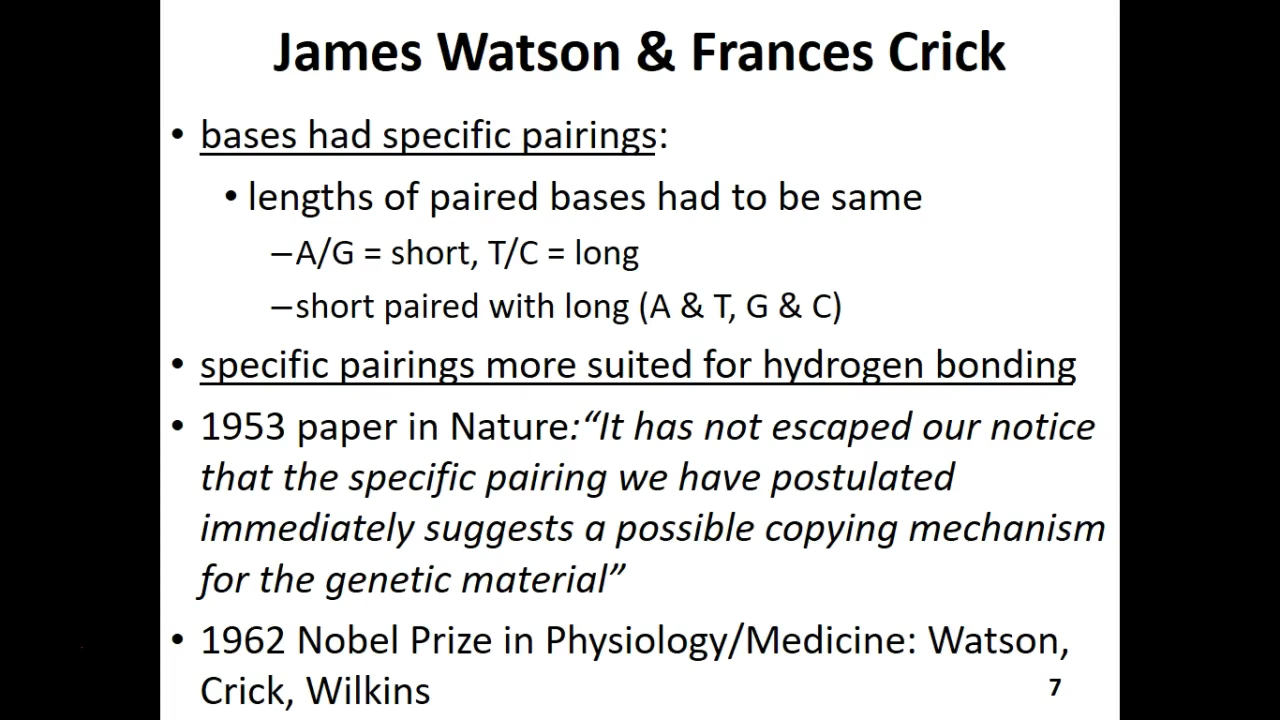 James Watson & Frances Crick
• bases had specific pairings:
• lengths of paired bases had to be same
–A/G = short, T/C = long
–short paired with long (A & T, G & C)
• specific pairings more suited for hydrogen bonding
• 1953 paper in Nature:“It has not escaped our notice
that the specific pairing we have postulated
immediately suggests a possible copying mechanism
for the genetic material”
• 1962 Nobel Prize in Physiology/Medicine: Watson,
Crick, Wilkins
7